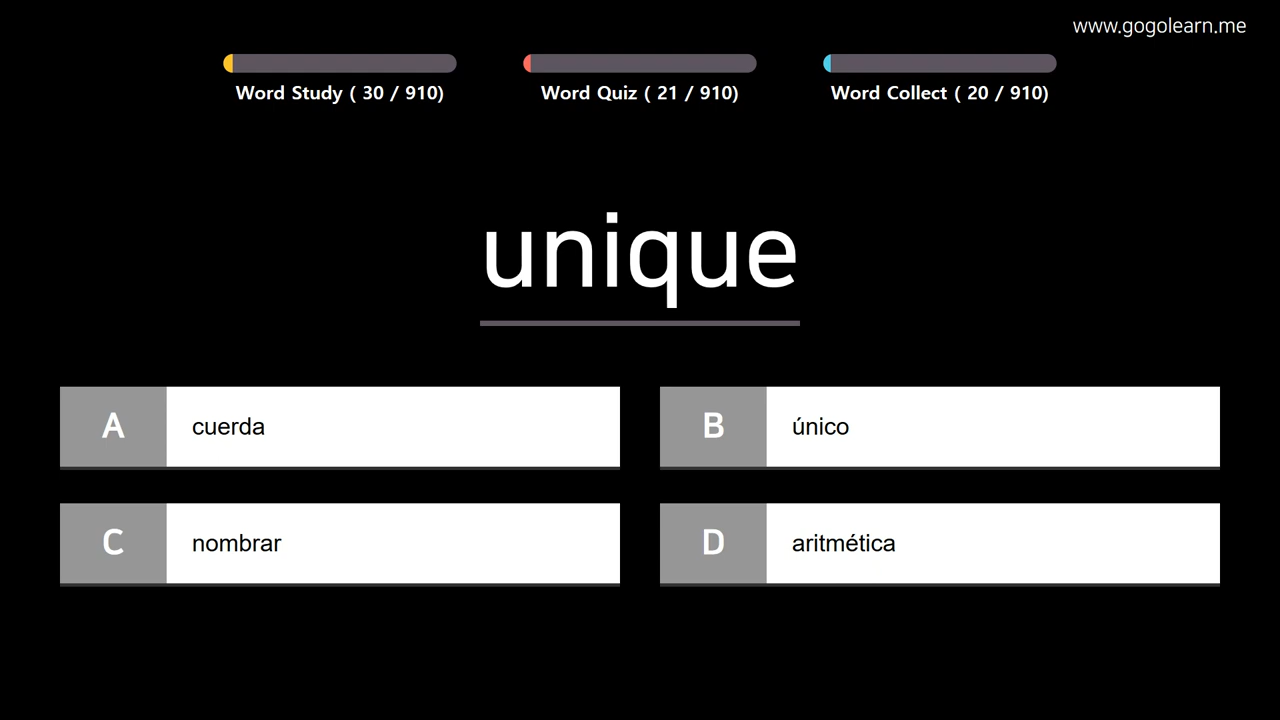 www.gogolearn.me
Word Study ( 30 / 910)
Word Quiz ( 21 / 910)
Word Collect ( 20 / 910)
unique
A cuerda
B único
C nombrar
D aritmética